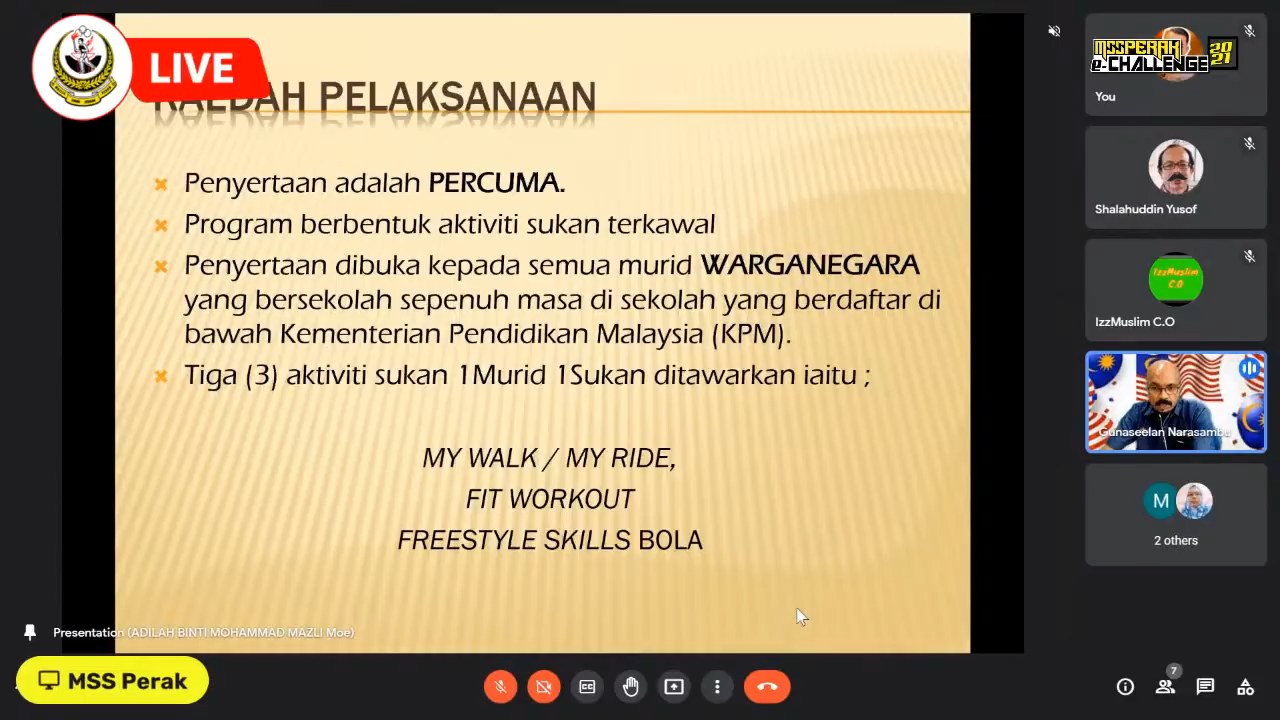 LIVE
KAEDAH PELAKSANAAN
Penyertaan adalah PERCUMA.
Program berbentuk aktiviti sukan terkawal
Penyertaan dibuka kepada semua murid WARGANEGARA
yang bersekolah sepenuh masa di sekolah yang berdaftar di
bawah Kementerian Pendidikan Malaysia (KPM).
Tiga (3) aktiviti sukan 1Murid 1Sukan ditawarkan iaitu ;
MY WALK / MY RIDE,
FIT WORKOUT
FREESTYLE SKILLS BOLA
Presentation (ADILAH BINTI MOHAMMAD MAZLI Moe)
MSS Perak
MSSPERAK
e-CHALLENGE
2021
You
Shalahuddin Yusof
IzzMuslim
C.O
IzzMuslim C.O
Gunaseelan Narasambu
M
2 others
7